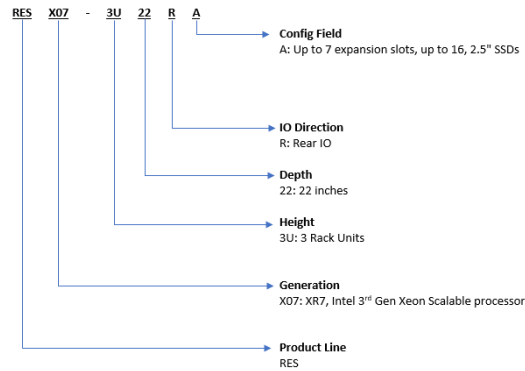 RES X07 - 3U 22 R A
Config Field
A: Up to 7 expansion slots, up to 16, 2.5" SSDs
IO Direction
R: Rear IO
Depth
22: 22 inches
Height
3U: 3 Rack Units
Generation
X07: XR7, Intel 3rd Gen Xeon Scalable processor
Product Line
RES